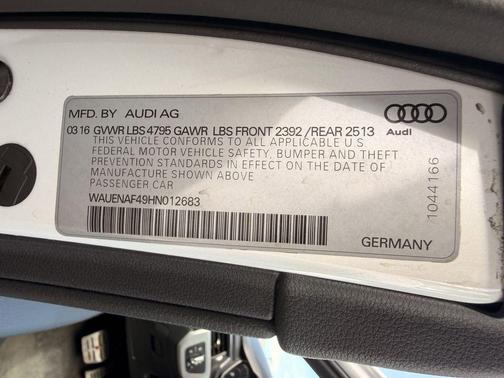 MFD. BY AUDI AG
03 16 GVWR LBS 4795 GAWR LBS FRONT 2392 /REAR 2513
THIS VEHICLE CONFORMS TO ALL APPLICABLE U.S.
FEDERAL MOTOR VEHICLE SAFETY, BUMPER AND THEFT
PREVENTION STANDARDS IN EFFECT ON THE DATE OF
MANUFACTURE SHOWN ABOVE
PASSENGER CAR
WAUENAF49HN012683
Audi
1044166
GERMANY